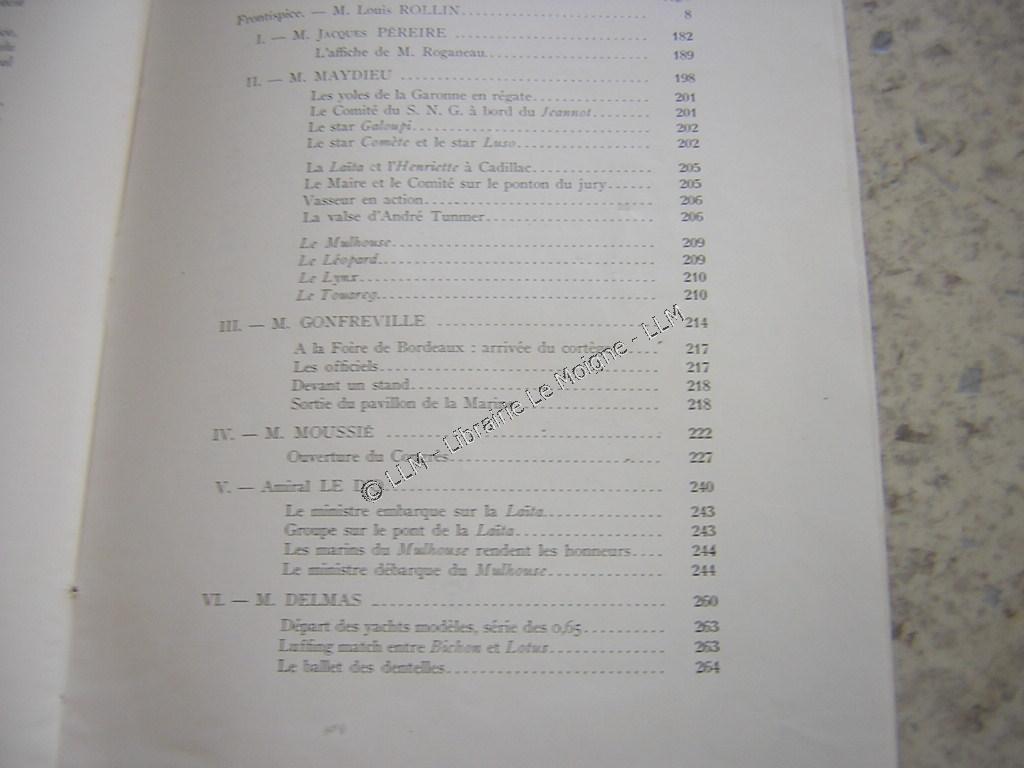 Frontispice. — M. Louis ROLLIN 8
I. — M. Jacques PÉREIRE 182
L'affiche de M. Roganeau 189
II. — M. MAYDIEU 198
Les yoles de la Garonne en régate 201
Le Comité du S. N. G. à bord du Jeannot 201
Le star Galoupi 202
Le star Comète et le star Luso 202
La Laïta et l'Henriette à Cadillac 205
Le Maire et le Comité sur le ponton du jury 205
Vasseur en action 206
La valse d'André Tunmer 206
Le Mulhouse 209
Le Léopard 209
Le Lynx 210
Le Touareg 210
III. — M. GONFREVILLE 214
A la Foire de Bordeaux : arrivée du cortège 217
Les officiels 217
Devant un stand 218
Sortie du pavillon de la Marine 218
IV. — M. MOUSSIÉ 222
Ouverture du Congrès 227
V. — Amiral LE 240
Le ministre embarque sur la Laïta 243
Groupe sur le pont de la Laïta 243
Les marins du Mulhouse rendent les honneurs 244
Le ministre débarque du Mulhouse 244
VI. — M. DELMAS 260
Départ des yachts modèles, série des 0,65 263
Luffing match entre Bichon et Lotus 263
Le ballet des dentelles 264
© LLM - Librairie Le Moigne - LLM